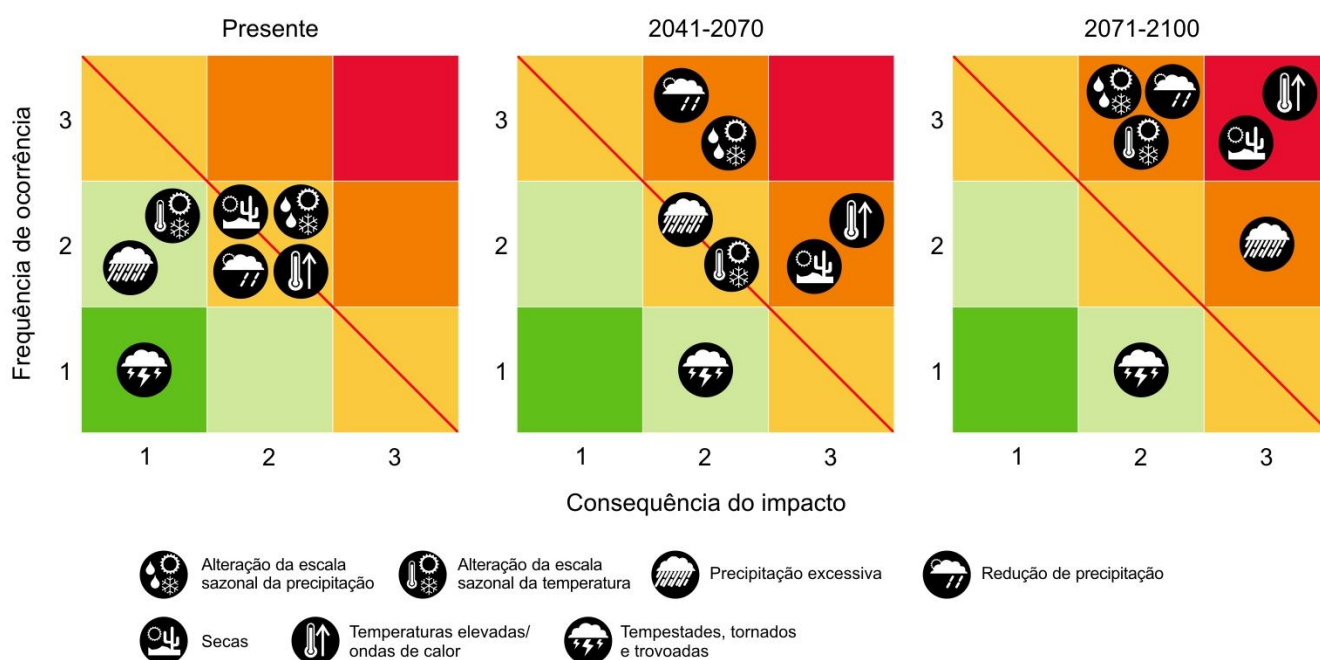 Presente
2041-2070
2071-2100
Frequência de ocorrência
3
2
1
1
2
3
3
2
1
1
2
3
3
2
1
1
2
3
Consequência do impacto
Alteração da escala
sazonal da precipitação
Alteração da escala
sazonal da temperatura
Precipitação excessiva
Redução de precipitação
Secas
Temperaturas elevadas/
ondas de calor
Tempestades, tornados
e trovoadas